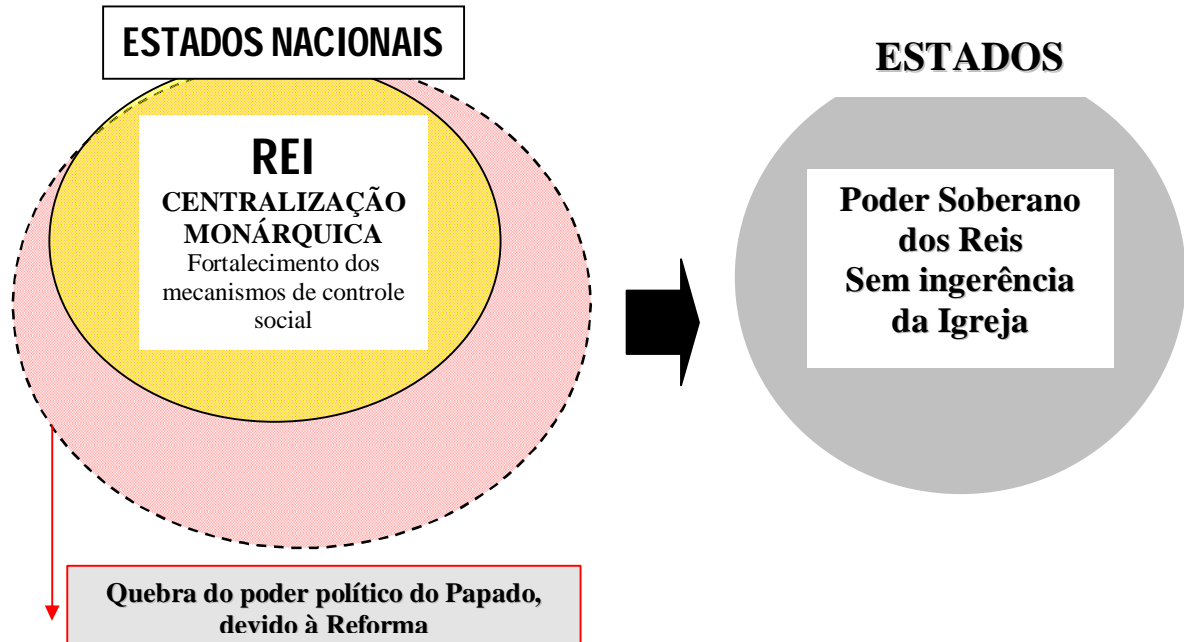 ESTADOS NACIONAIS
REI
CENTRALIZAÇÃO
MONÁRQUICA
Fortalecimento dos
mecanismos de controle
social
Quebra do poder político do Papado,
devido à Reforma
ESTADOS
Poder Soberano
dos Reis
Sem ingerência
da Igreja